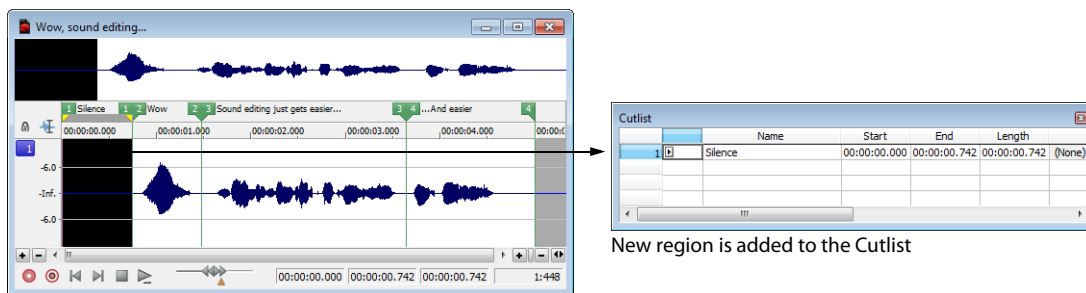 Wow, sound editing...
1 Silence 1 2 Wow 2 3 Sound editing just gets easier... 3 4 ...And easier 4
00:00:00.000 00:00:01.000 00:00:02.000 00:00:03.000 00:00:04.000
1
-6.0
-Inf.
-6.0
00:00:00.000 00:00:00.742 00:00:00.742 1:448
Cutlist
Name Start End Length
1 Silence 00:00:00.000 00:00:00.742 00:00:00.742 (None)
New region is added to the Cutlist